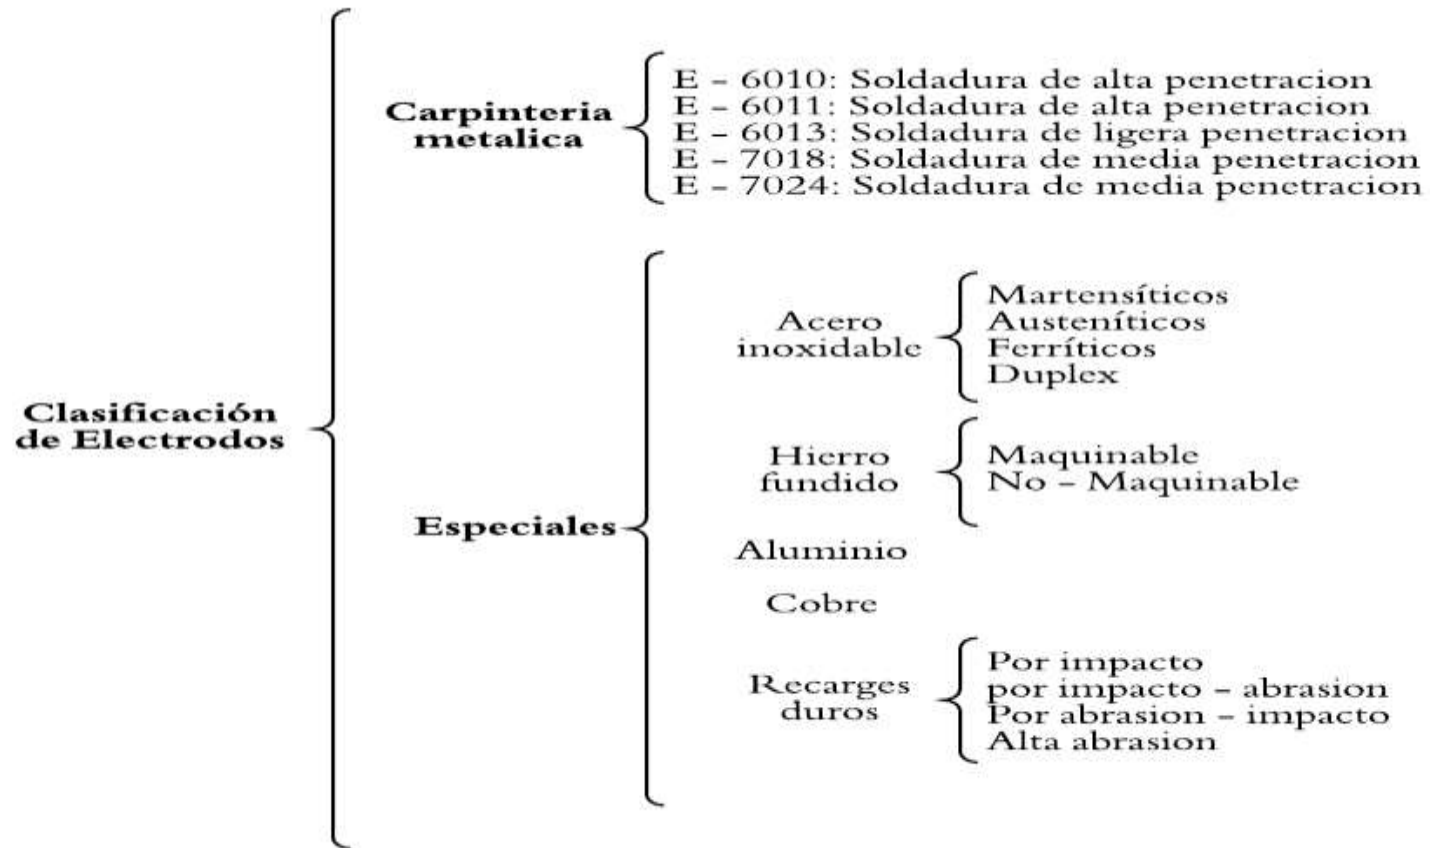 Clasificación
de Electrodos
Carpinteria
metalica
E - 6010: Soldadura de alta penetracion
E - 6011: Soldadura de alta penetracion
E - 6013: Soldadura de ligera penetracion
E - 7018: Soldadura de media penetracion
E - 7024: Soldadura de media penetracion
Especiales
Acero
inoxidable
Martensíticos
Austeníticos
Ferríticos
Duplex
Hierro
fundido
Maquinable
No - Maquinable
Aluminio
Cobre
Recarges
duros
Por impacto
por impacto - abrasion
Por abrasion - impacto
Alta abrasion